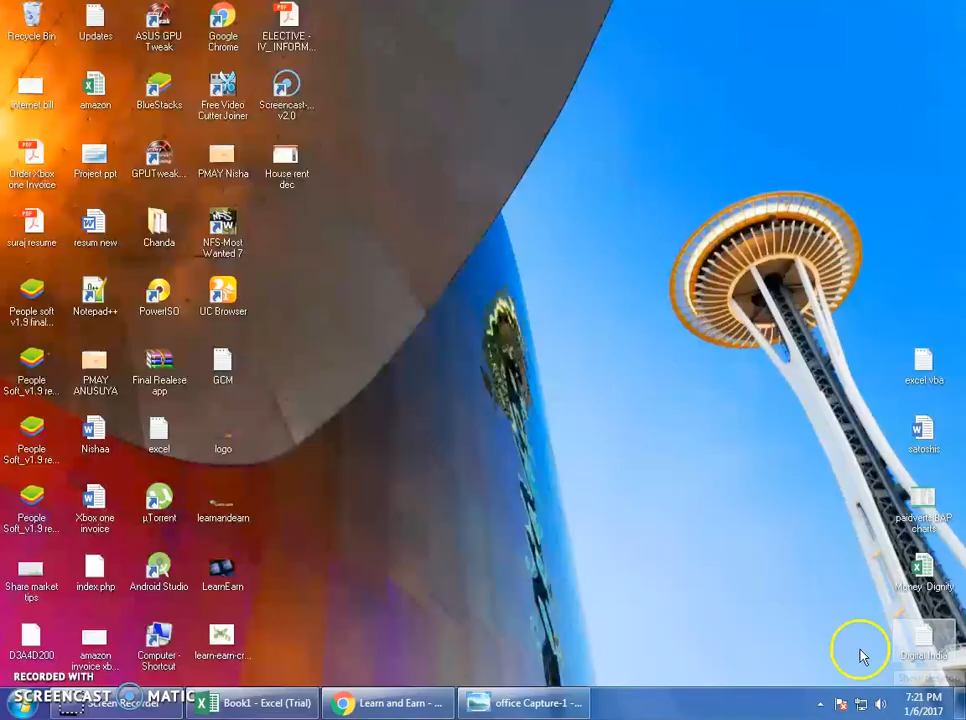 Recycle Bin
Updates
ASUS GPU
Tweak
Google
Chrome
ELECTIVE -
IV_ INFORM...
internet bill
amazon
BlueStacks
Free Video
Cutter Joiner
Screencast-...
v2.0
Order Xbox
one Invoice
Project ppt
GPUTweak...
PMAY Nisha
House rent
dec
suraj resume
resum new
Chanda
NFS-Most
Wanted 7
People soft
v1.9 final...
Notepad++
PowerISO
UC Browser
People
Soft_v1.9 re...
PMAY
ANUSUYA
Final Realese
app
GCM
excel vba
People
Soft_v1.9 re...
Nishaa
excel
logo
satoshis
People
Soft_v1.9 re...
Xbox one
invoice
µTorrent
learnandearn
paidverts BAP
charts
Share market
tips
index.php
Android Studio
LearnEarn
Money Dignity
D3A4D200
amazon
invoice xb...
Computer -
Shortcut
learn-earn-cr...
Digital India
RECORDED WITH
SCREENCAST MATIC
Screen Recorder
Book1 - Excel (Trial)
Learn and Earn - ...
office Capture-1 -...
7:21 PM
1/6/2017